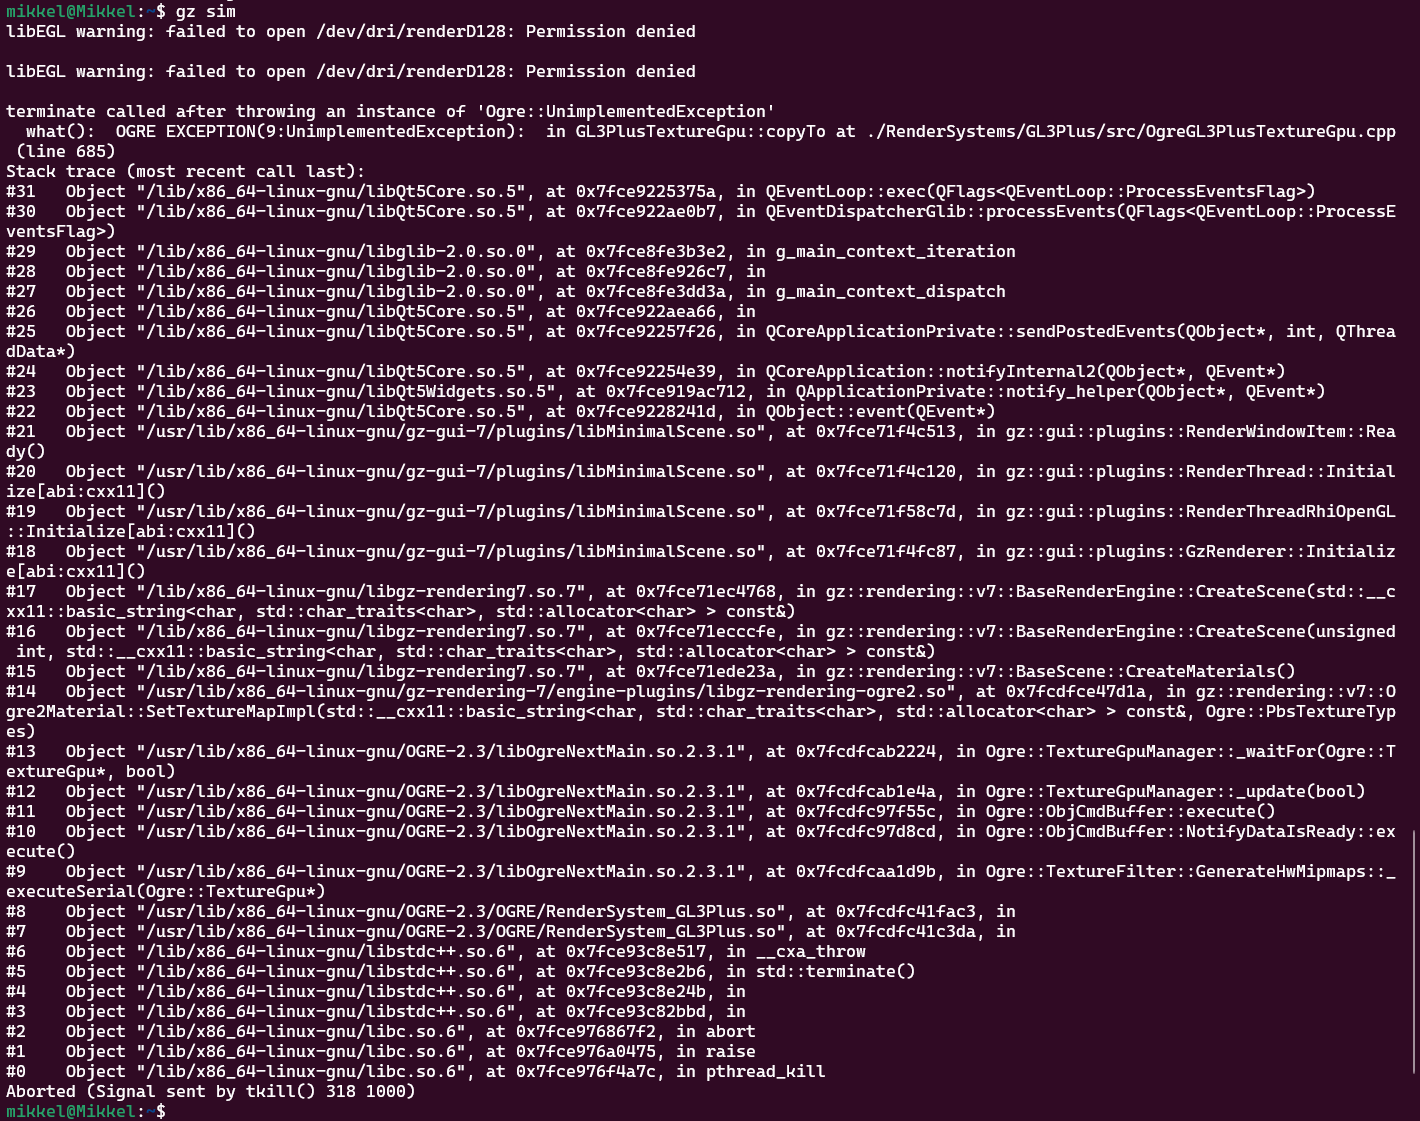 mikkel@Mikkel:~$ gz sim
libEGL warning: failed to open /dev/dri/renderD128: Permission denied
libEGL warning: failed to open /dev/dri/renderD128: Permission denied
terminate called after throwing an instance of 'Ogre::UnimplementedException'
  what():  OGRE EXCEPTION(9:UnimplementedException):  in GL3PlusTextureGpu::copyTo at ./RenderSystems/GL3Plus/src/OgreGL3PlusTextureGpu.cpp
 (line 685)
Stack trace (most recent call last):
#31   Object "/lib/x86_64-linux-gnu/libQt5Core.so.5", at 0x7fce9225375a, in QEventLoop::exec(QFlags<QEventLoop::ProcessEventsFlag>)
#30   Object "/lib/x86_64-linux-gnu/libQt5Core.so.5", at 0x7fce922ae0b7, in QEventDispatcherGlib::processEvents(QFlags<QEventLoop::ProcessE
ventsFlag>)
#29   Object "/lib/x86_64-linux-gnu/libglib-2.0.so.0", at 0x7fce8fe3b3e2, in g_main_context_iteration
#28   Object "/lib/x86_64-linux-gnu/libglib-2.0.so.0", at 0x7fce8fe926c7, in
#27   Object "/lib/x86_64-linux-gnu/libglib-2.0.so.0", at 0x7fce8fe3dd3a, in g_main_context_dispatch
#26   Object "/lib/x86_64-linux-gnu/libQt5Core.so.5", at 0x7fce922aea66, in
#25   Object "/lib/x86_64-linux-gnu/libQt5Core.so.5", at 0x7fce92257f26, in QCoreApplicationPrivate::sendPostedEvents(QObject*, int, QThrea
dData*)
#24   Object "/lib/x86_64-linux-gnu/libQt5Core.so.5", at 0x7fce92254e39, in QCoreApplication::notifyInternal2(QObject*, QEvent*)
#23   Object "/lib/x86_64-linux-gnu/libQt5Widgets.so.5", at 0x7fce919ac712, in QApplicationPrivate::notify_helper(QObject*, QEvent*)
#22   Object "/lib/x86_64-linux-gnu/libQt5Core.so.5", at 0x7fce9228241d, in QObject::event(QEvent*)
#21   Object "/usr/lib/x86_64-linux-gnu/gz-gui-7/plugins/libMinimalScene.so", at 0x7fce71f4c513, in gz::gui::plugins::RenderWindowItem::Rea
dy()
#20   Object "/usr/lib/x86_64-linux-gnu/gz-gui-7/plugins/libMinimalScene.so", at 0x7fce71f4c120, in gz::gui::plugins::RenderThread::Initial
ize[abi:cxx11]()
#19   Object "/usr/lib/x86_64-linux-gnu/gz-gui-7/plugins/libMinimalScene.so", at 0x7fce71f58c7d, in gz::gui::plugins::RenderThreadRhiOpenGL
::Initialize[abi:cxx11]()
#18   Object "/usr/lib/x86_64-linux-gnu/gz-gui-7/plugins/libMinimalScene.so", at 0x7fce71f4fc87, in gz::gui::plugins::GzRenderer::Initializ
e[abi:cxx11]()
#17   Object "/lib/x86_64-linux-gnu/libgz-rendering7.so.7", at 0x7fce71ec4768, in gz::rendering::v7::BaseRenderEngine::CreateScene(std::__c
xx11::basic_string<char, std::char_traits<char>, std::allocator<char> > const&)
#16   Object "/lib/x86_64-linux-gnu/libgz-rendering7.so.7", at 0x7fce71ecccfe, in gz::rendering::v7::BaseRenderEngine::CreateScene(unsigned
 int, std::__cxx11::basic_string<char, std::char_traits<char>, std::allocator<char> > const&)
#15   Object "/lib/x86_64-linux-gnu/libgz-rendering7.so.7", at 0x7fce71ede23a, in gz::rendering::v7::BaseScene::CreateMaterials()
#14   Object "/usr/lib/x86_64-linux-gnu/gz-rendering-7/engine-plugins/libgz-rendering-ogre2.so", at 0x7fcdfce47d1a, in gz::rendering::v7::O
gre2Material::SetTextureMapImpl(std::__cxx11::basic_string<char, std::char_traits<char>, std::allocator<char> > const&, Ogre::PbsTextureTyp
es)
#13   Object "/usr/lib/x86_64-linux-gnu/OGRE-2.3/libOgreNextMain.so.2.3.1", at 0x7fcdfcab2224, in Ogre::TextureGpuManager::_waitFor(Ogre::T
extureGpu*, bool)
#12   Object "/usr/lib/x86_64-linux-gnu/OGRE-2.3/libOgreNextMain.so.2.3.1", at 0x7fcdfcab1e4a, in Ogre::TextureGpuManager::_update(bool)
#11   Object "/usr/lib/x86_64-linux-gnu/OGRE-2.3/libOgreNextMain.so.2.3.1", at 0x7fcdfc97f55c, in Ogre::ObjCmdBuffer::execute()
#10   Object "/usr/lib/x86_64-linux-gnu/OGRE-2.3/libOgreNextMain.so.2.3.1", at 0x7fcdfc97d8cd, in Ogre::ObjCmdBuffer::NotifyDataIsReady::ex
ecute()
#9    Object "/usr/lib/x86_64-linux-gnu/OGRE-2.3/libOgreNextMain.so.2.3.1", at 0x7fcdfcaa1d9b, in Ogre::TextureFilter::GenerateHwMipmaps::_
executeSerial(Ogre::TextureGpu*)
#8    Object "/usr/lib/x86_64-linux-gnu/OGRE-2.3/OGRE/RenderSystem_GL3Plus.so", at 0x7fcdfc41fac3, in
#7    Object "/usr/lib/x86_64-linux-gnu/OGRE-2.3/OGRE/RenderSystem_GL3Plus.so", at 0x7fcdfc41c3da, in
#6    Object "/lib/x86_64-linux-gnu/libstdc++.so.6", at 0x7fce93c8e517, in __cxa_throw
#5    Object "/lib/x86_64-linux-gnu/libstdc++.so.6", at 0x7fce93c8e2b6, in std::terminate()
#4    Object "/lib/x86_64-linux-gnu/libstdc++.so.6", at 0x7fce93c8e24b, in
#3    Object "/lib/x86_64-linux-gnu/libstdc++.so.6", at 0x7fce93c82bbd, in
#2    Object "/lib/x86_64-linux-gnu/libc.so.6", at 0x7fce976867f2, in abort
#1    Object "/lib/x86_64-linux-gnu/libc.so.6", at 0x7fce976a0475, in raise
#0    Object "/lib/x86_64-linux-gnu/libc.so.6", at 0x7fce976f4a7c, in pthread_kill
Aborted (Signal sent by tkill() 318 1000)
mikkel@Mikkel:~$